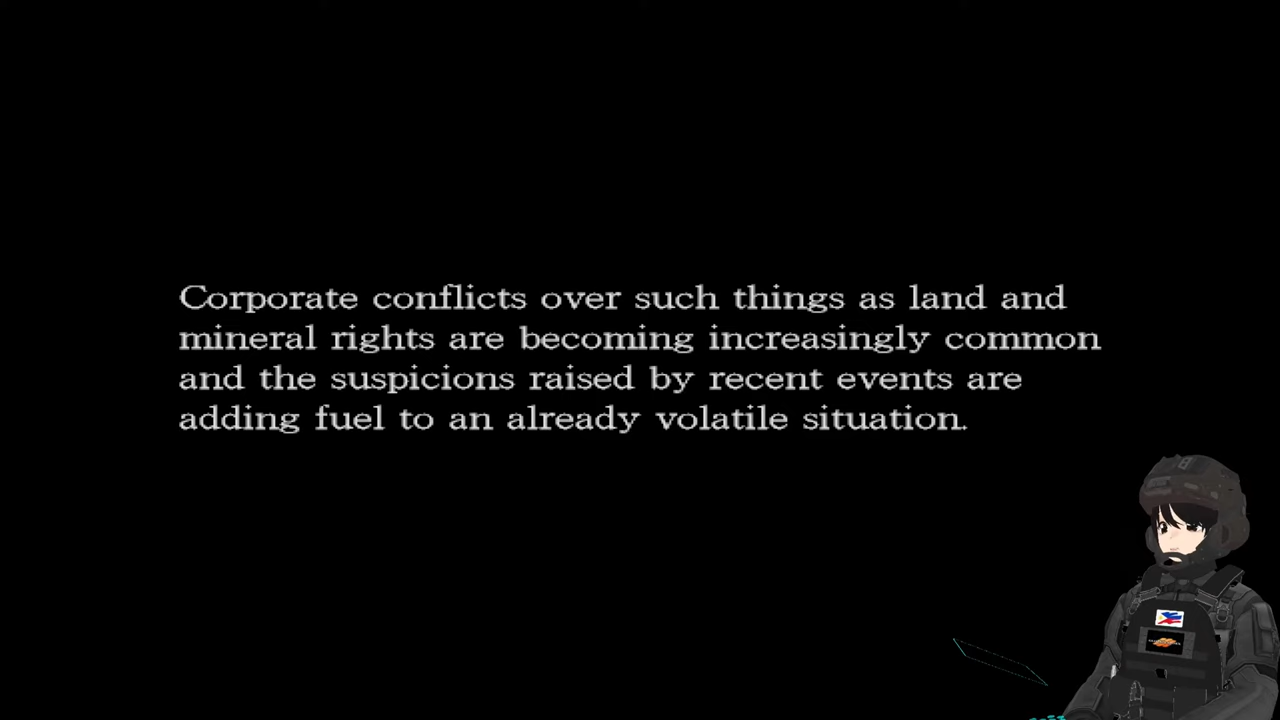 Corporate conflicts over such things as land and
mineral rights are becoming increasingly common
and the suspicions raised by recent events are
adding fuel to an already volatile situation.